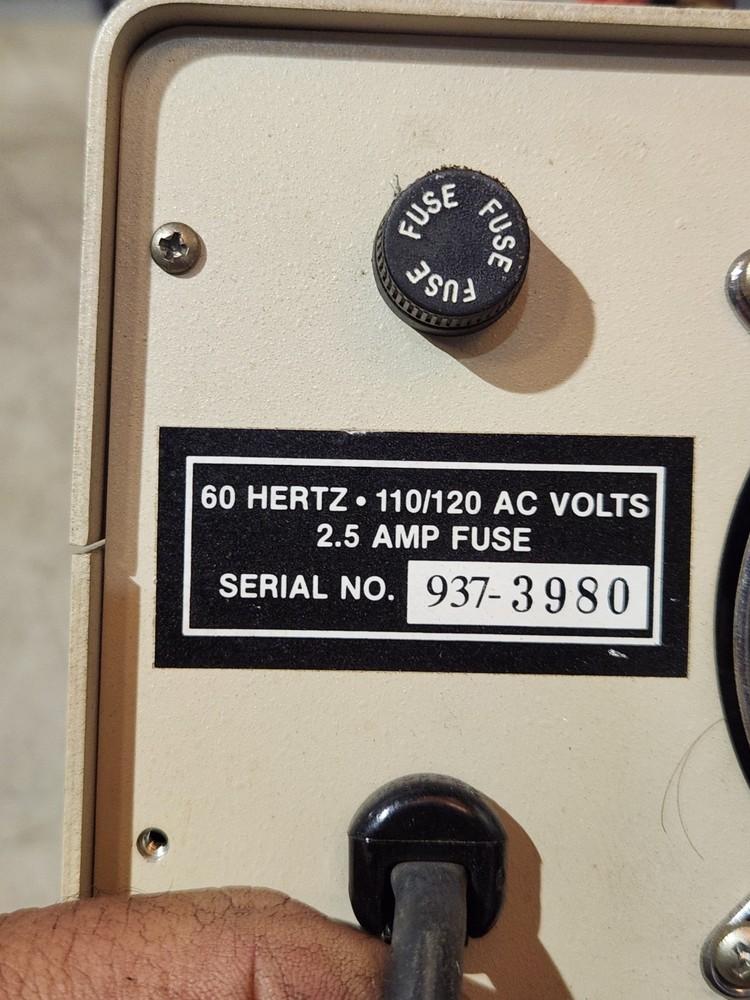 FUSE FUSE FUSE
60 HERTZ • 110/120 AC VOLTS
2.5 AMP FUSE
SERIAL NO. 937-3980